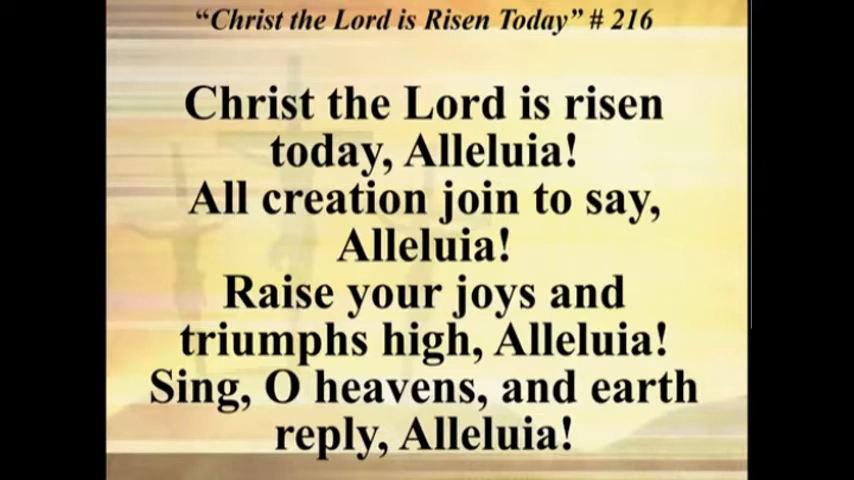 “Christ the Lord is Risen Today” # 216
Christ the Lord is risen
today, Alleluia!
All creation join to say,
Alleluia!
Raise your joys and
triumphs high, Alleluia!
Sing, O heavens, and earth
reply, Alleluia!